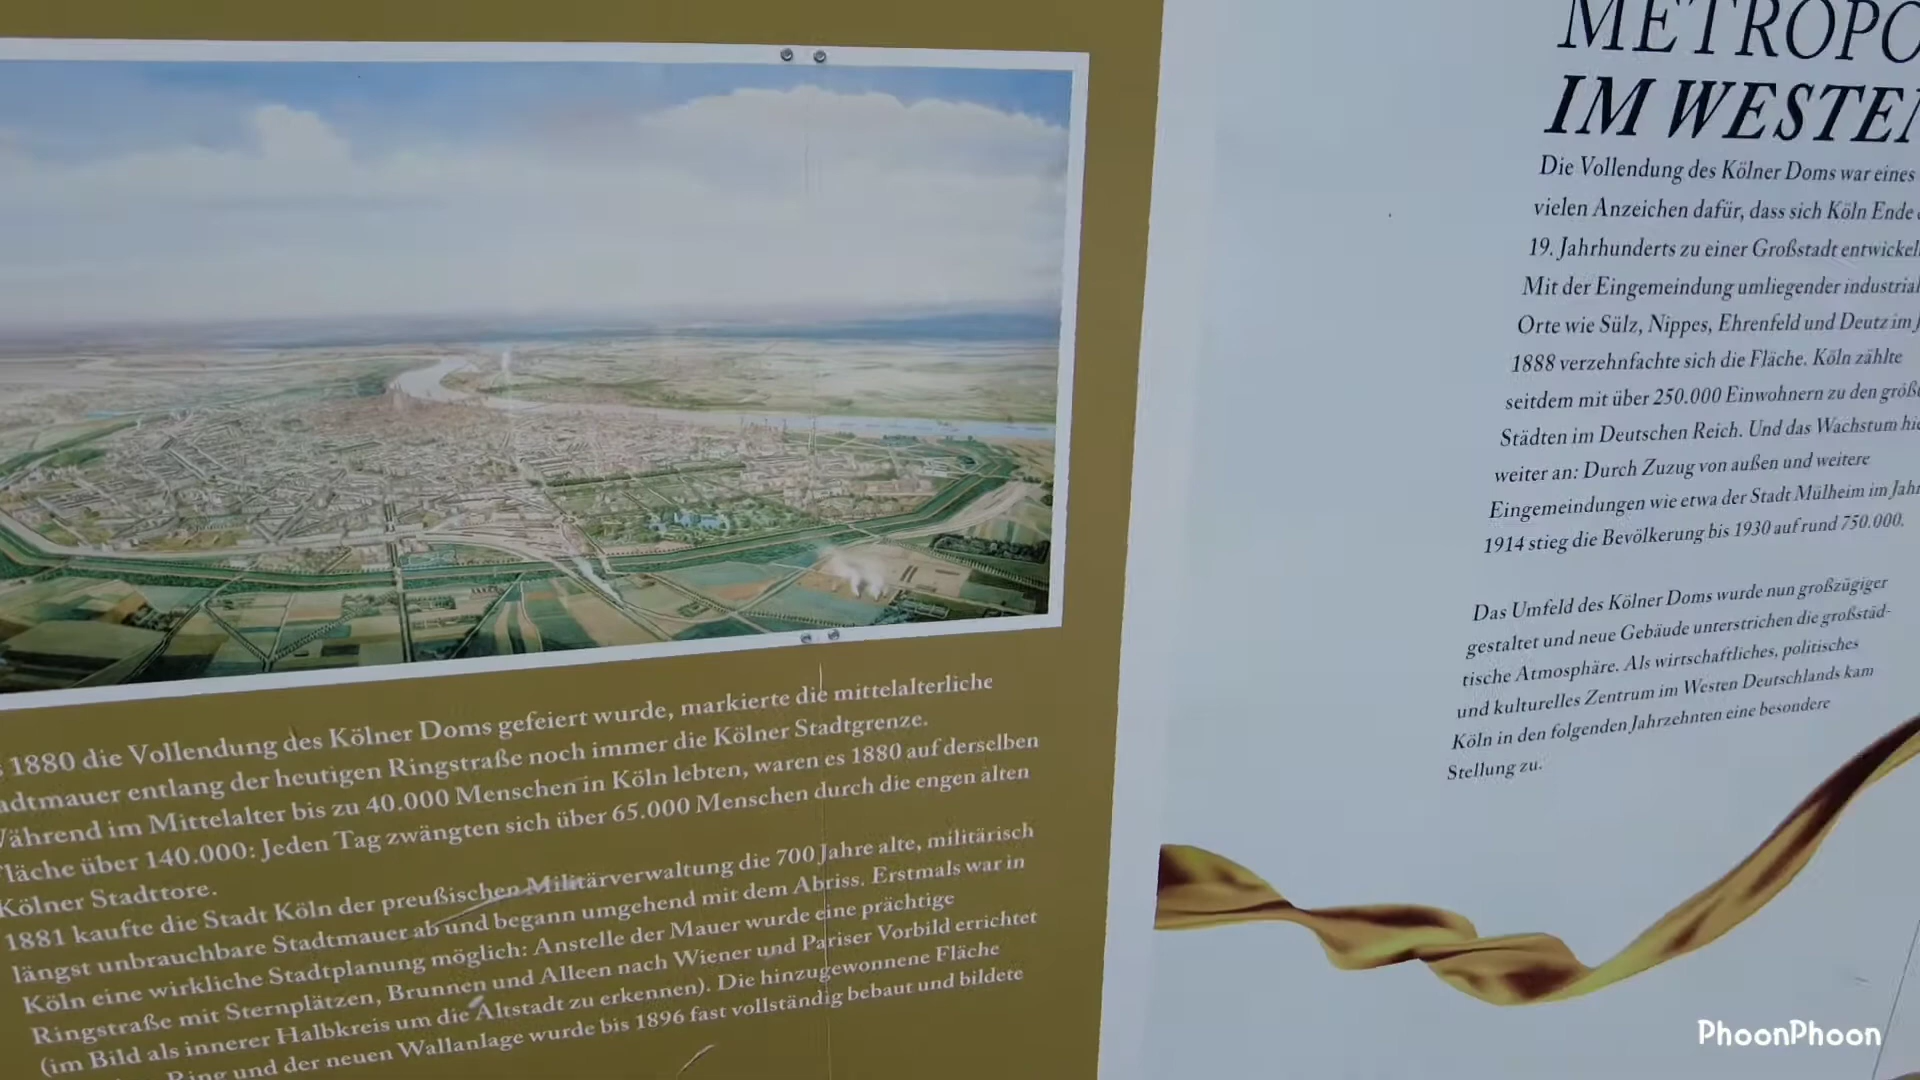 1880 die Vollendung des Kölner Doms gefeiert wurde, markierte die mittelalterliche
adtmauer entlang der heutigen Ringstraße noch immer die Kölner Stadtgrenze.
Während im Mittelalter bis zu 40.000 Menschen in Köln lebten, waren es 1880 auf derselben
Fläche über 140.000: Jeden Tag zwängten sich über 65.000 Menschen durch die engen alten
Kölner Stadttore.
1881 kaufte die Stadt Köln der preußischen Militärverwaltung die 700 Jahre alte, militärisch
längst unbrauchbare Stadtmauer ab und begann umgehend mit dem Abriss. Erstmals war in
Köln eine wirkliche Stadtplanung möglich: Anstelle der Mauer wurde eine prächtige
Ringstraße mit Sternplätzen, Brunnen und Alleen nach Wiener und Pariser Vorbild errichtet
(im Bild als innerer Halbkreis um die Altstadt zu erkennen). Die hinzugewonnene Fläche
Ring und der neuen Wallanlage wurde bis 1896 fast vollständig bebaut und bildete
METROPO
IM WESTEN
Die Vollendung des Kölner Doms war eines
vielen Anzeichen dafür, dass sich Köln Ende
19. Jahrhunderts zu einer Großstadt entwickel
Mit der Eingemeindung umliegender industrial
Orte wie Sülz, Nippes, Ehrenfeld und Deutz im J
1888 verzehnfachte sich die Fläche. Köln zählte
seitdem mit über 250.000 Einwohnern zu den größ
Städten im Deutschen Reich. Und das Wachstum hie
weiter an: Durch Zuzug von außen und weitere
Eingemeindungen wie etwa der Stadt Mülheim im Jahr
1914 stieg die Bevölkerung bis 1930 auf rund 750.000.
Das Umfeld des Kölner Doms wurde nun großzügiger
gestaltet und neue Gebäude unterstrichen die großstäd-
tische Atmosphäre. Als wirtschaftliches, politisches
und kulturelles Zentrum im Westen Deutschlands kam
Köln in den folgenden Jahrzehnten eine besondere
Stellung zu.
PhoonPhoon